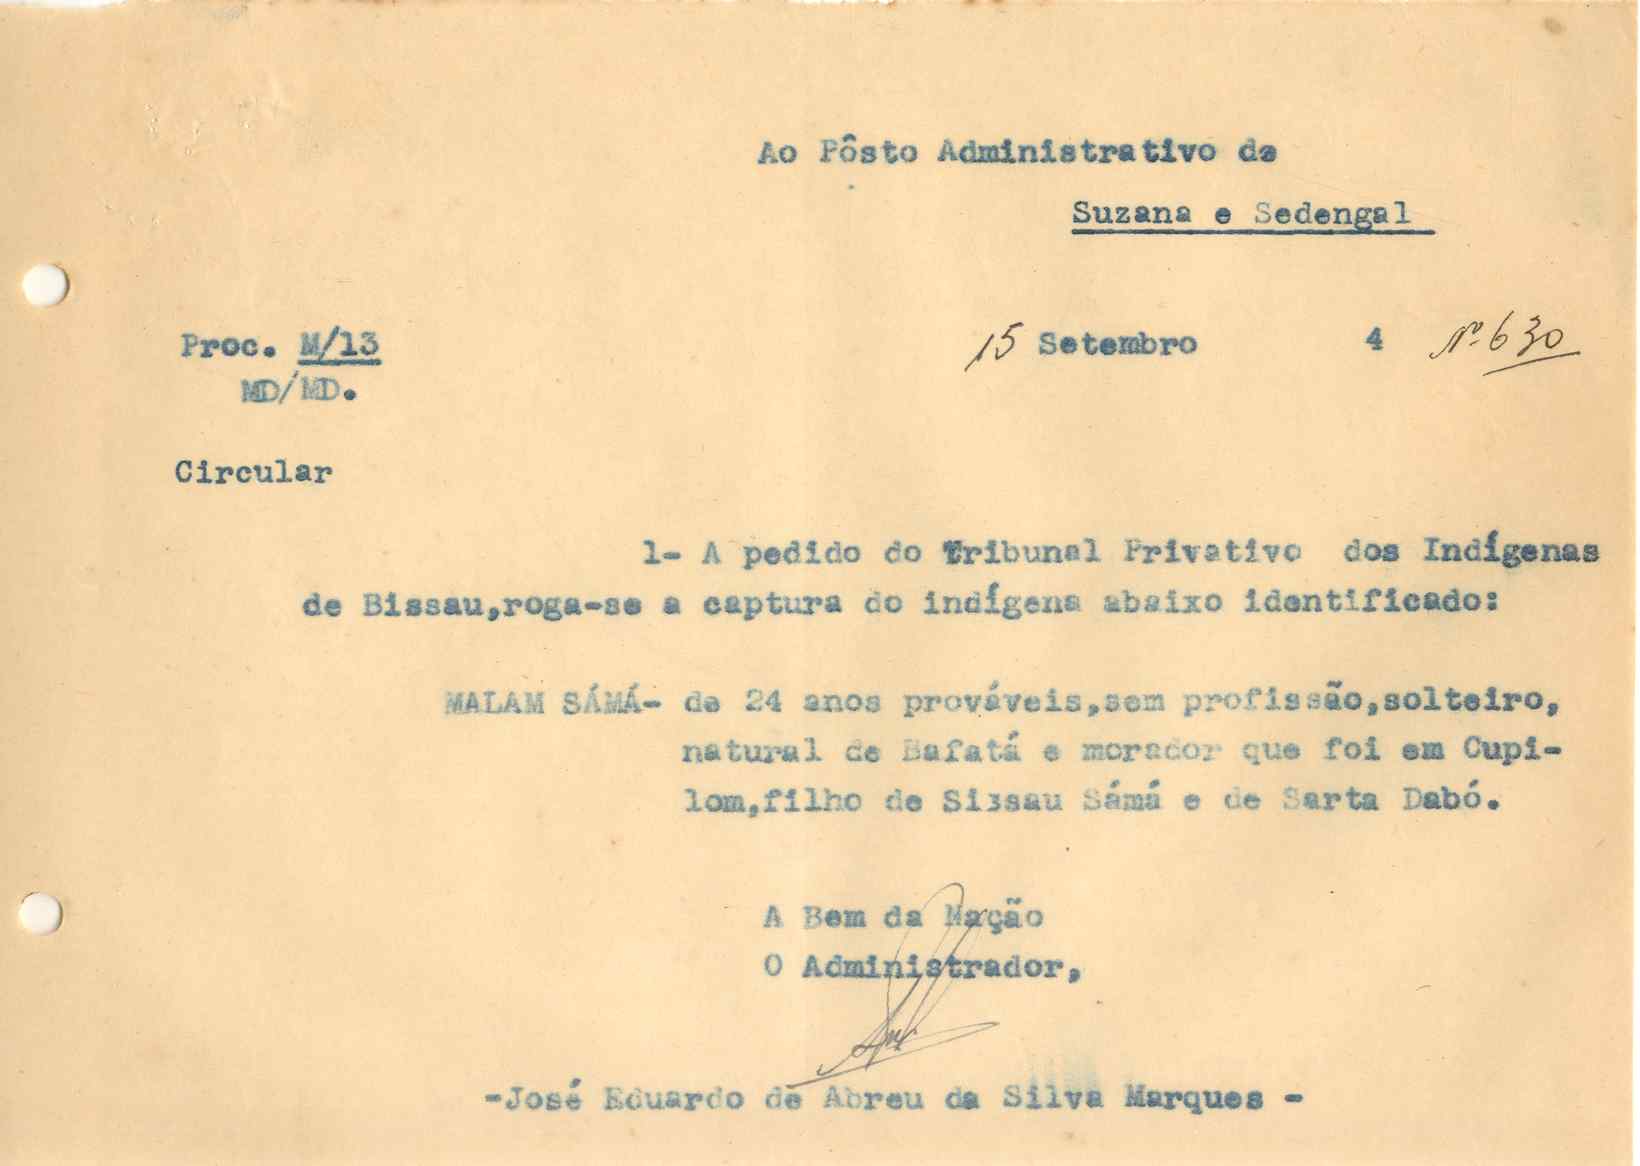 Ao Pôsto Administrativo de
Suzana e Sedengal
Proc. M/13 15 Setembro 4 Nº 630
MD/MD.
Circular
1- A pedido do Tribunal Privativo dos Indígenas
de Bissau,roga-se a captura do indígena abaixo identificado:
MALAM SÁMÁ- de 24 anos prováveis,sem profissão,solteiro,
natural de Bafatá e morador que foi em Cupi-
lom,filho de Sissau Sámá e de Sarta Dabó.
A Bem da Nação
O Administrador,
-José Eduardo de Abreu da Silva Marques -